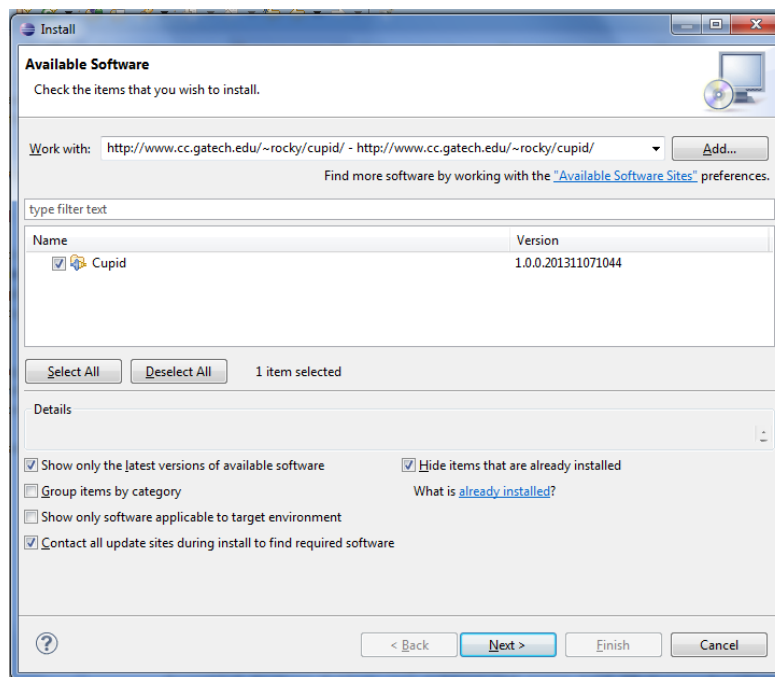 Install
Available Software
Check the items that you wish to install.
Work with: http://www.cc.gatech.edu/~rocky/cupid/ - http://www.cc.gatech.edu/~rocky/cupid/ Add...
Find more software by working with the "Available Software Sites" preferences.
type filter text
Name Version
Cupid 1.0.0.201311071044
Select All Deselect All 1 item selected
Details
Show only the latest versions of available software Hide items that are already installed
Group items by category What is already installed?
Show only software applicable to target environment
Contact all update sites during install to find required software
? < Back Next > Finish Cancel